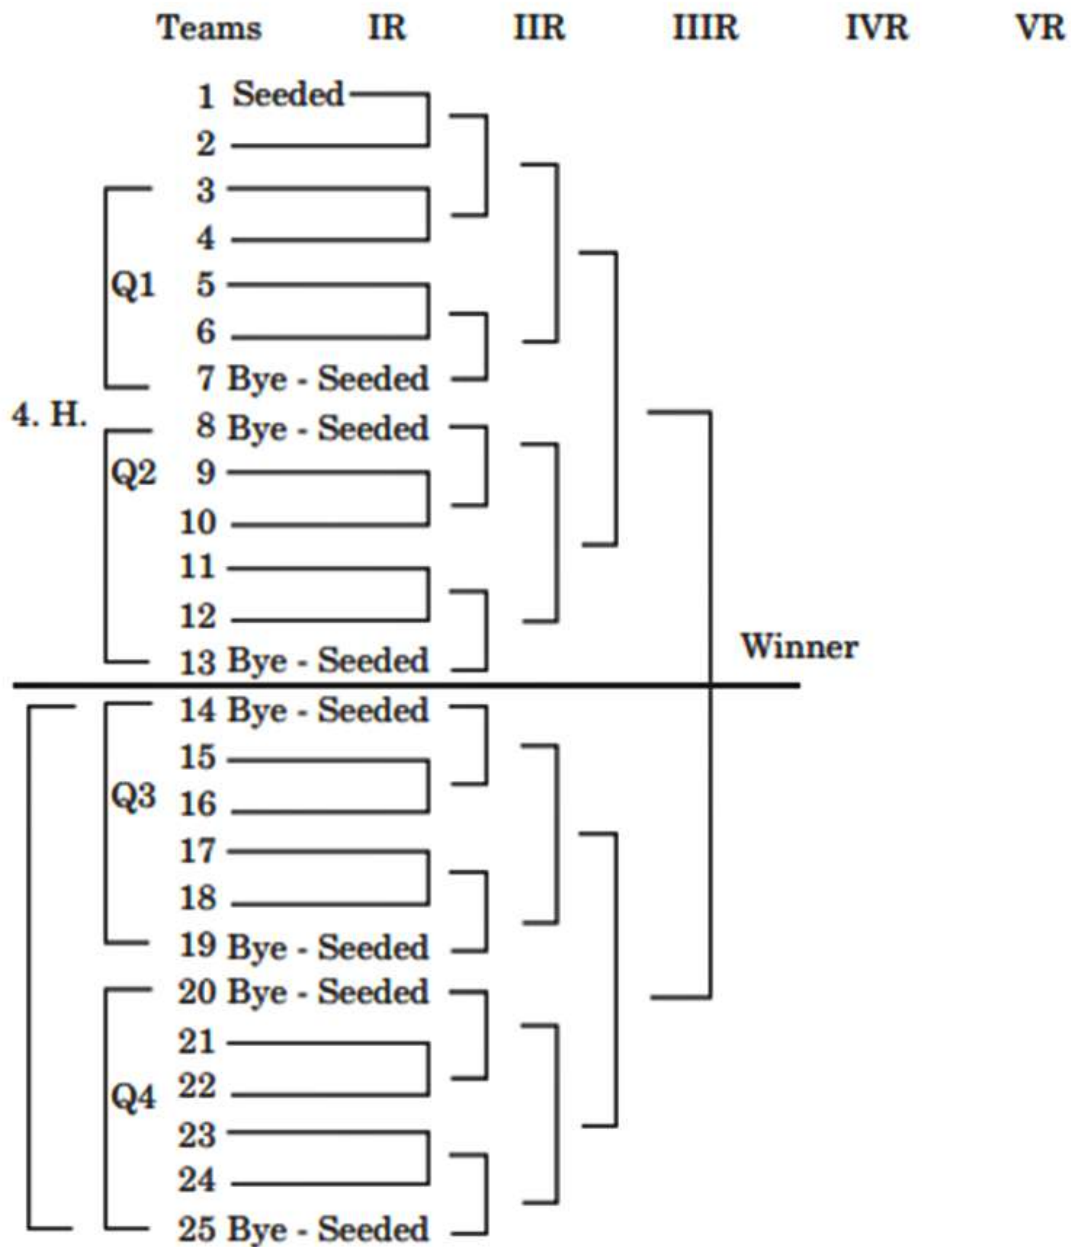 Teams IR IIR IIIR IVR VR
1 Seeded
2
3
4
Q1 5
6
7 Bye - Seeded
4. H.
8 Bye - Seeded
Q2 9
10
11
12
13 Bye - Seeded
Winner
14 Bye - Seeded
15
Q3 16
17
18
19 Bye - Seeded
20 Bye - Seeded
21
Q4 22
23
24
25 Bye - Seeded